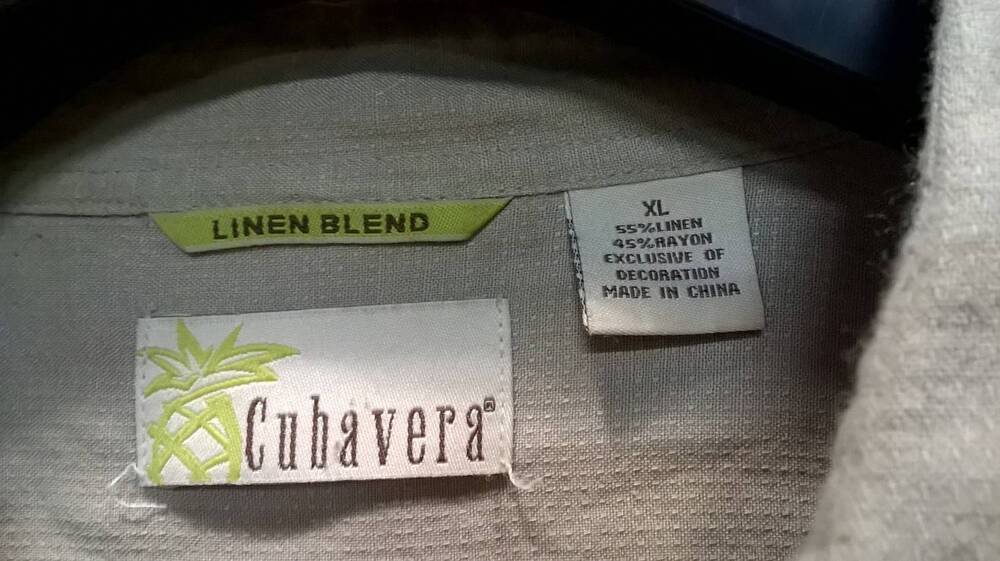 LINEN BLEND
XL
55%LINEN
45%RAYON
EXCLUSIVE OF
DECORATION
MADE IN CHINA
Cubavera®